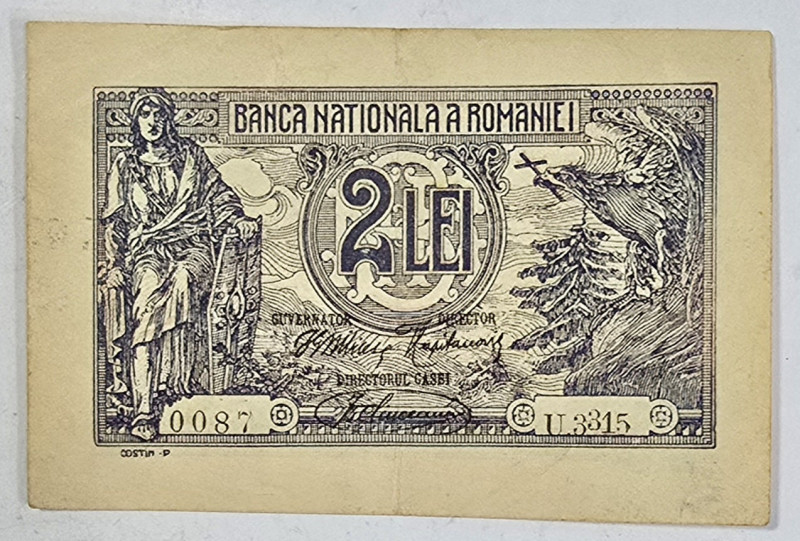 BANCA NATIONALA A ROMANIEI
2 LEI
GUVERNATOR DIRECTOR
DIRECTORUL CASEI
0087 U.3315
COSTIN-P